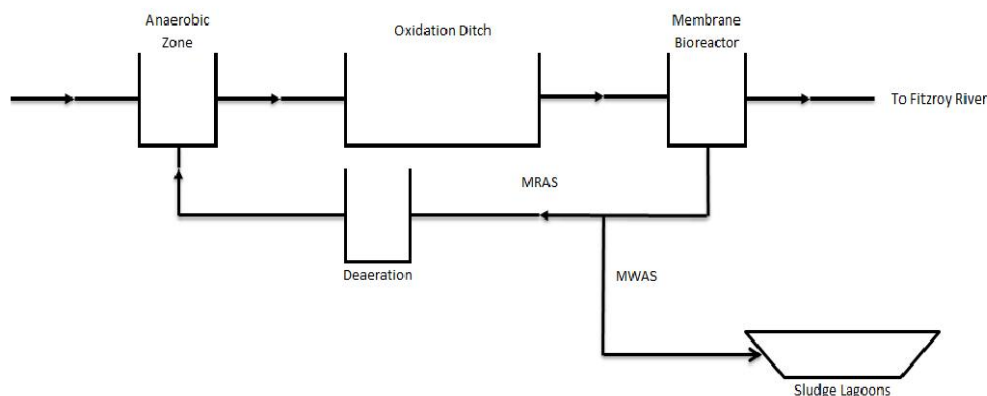 Anaerobic
Zone
Oxidation Ditch
Membrane
Bioreactor
To Fitzroy River
MRAS
Deaeration
MWAS
Sludge Lagoons